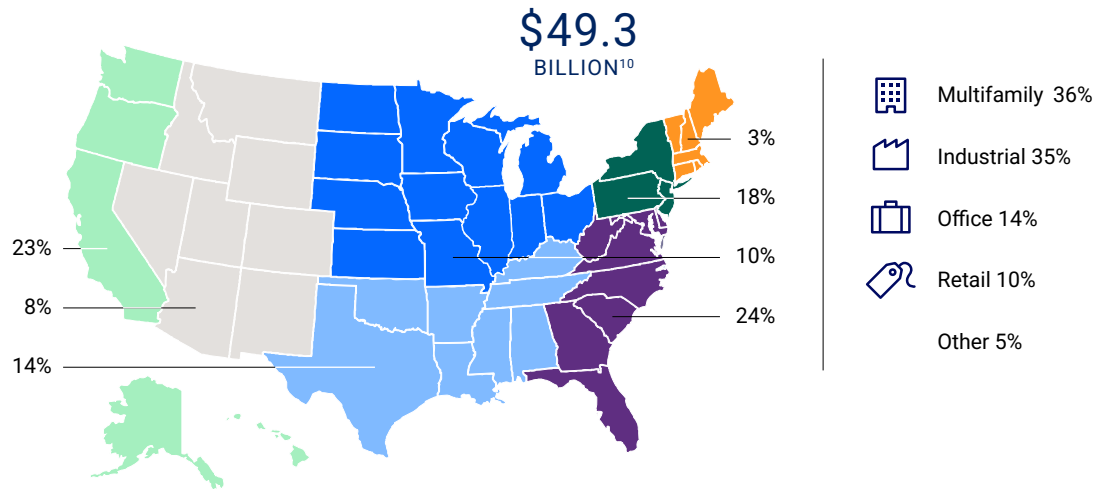 $49.3
BILLION10
3%
18%
23%
10%
8%
24%
14%
Multifamily 36%
Industrial 35%
Office 14%
Retail 10%
Other 5%